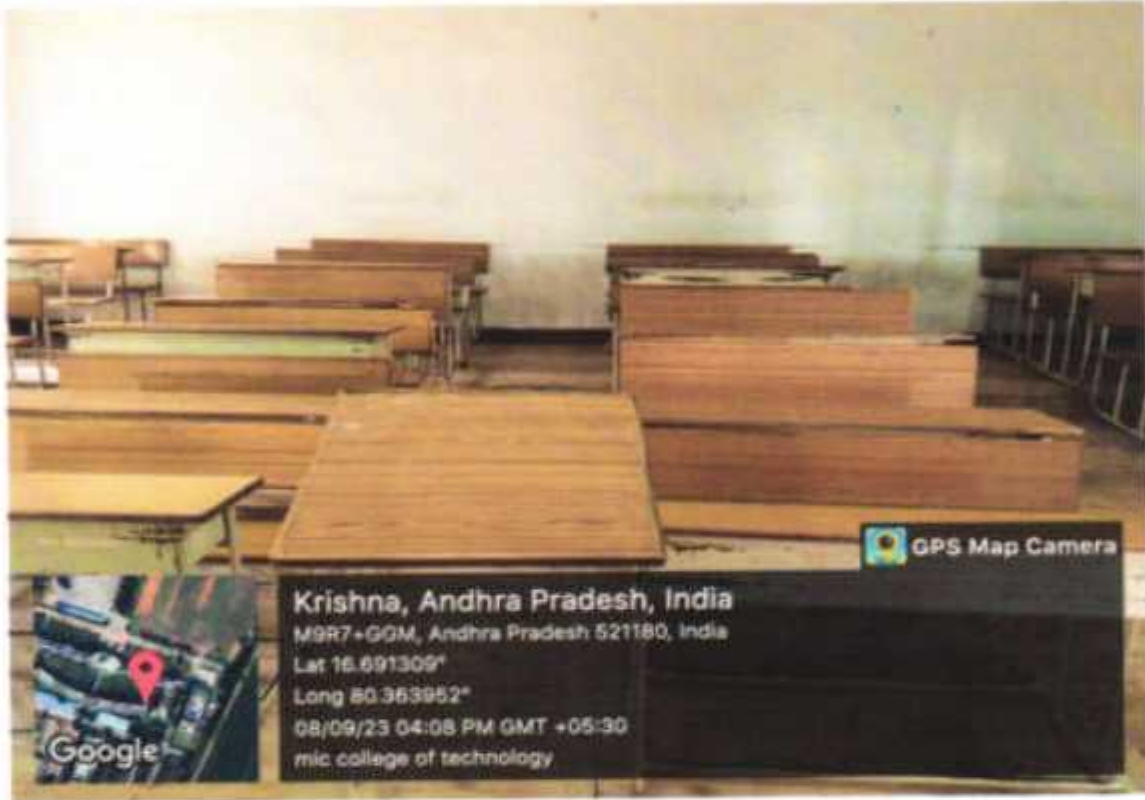 GPS Map Camera
Krishna, Andhra Pradesh, India
M9R7+GGM, Andhra Pradesh 521180, India
Lat 16.691309°
Long 80.363952°
08/09/23 04:08 PM GMT +05:30
mic college of technology
Google